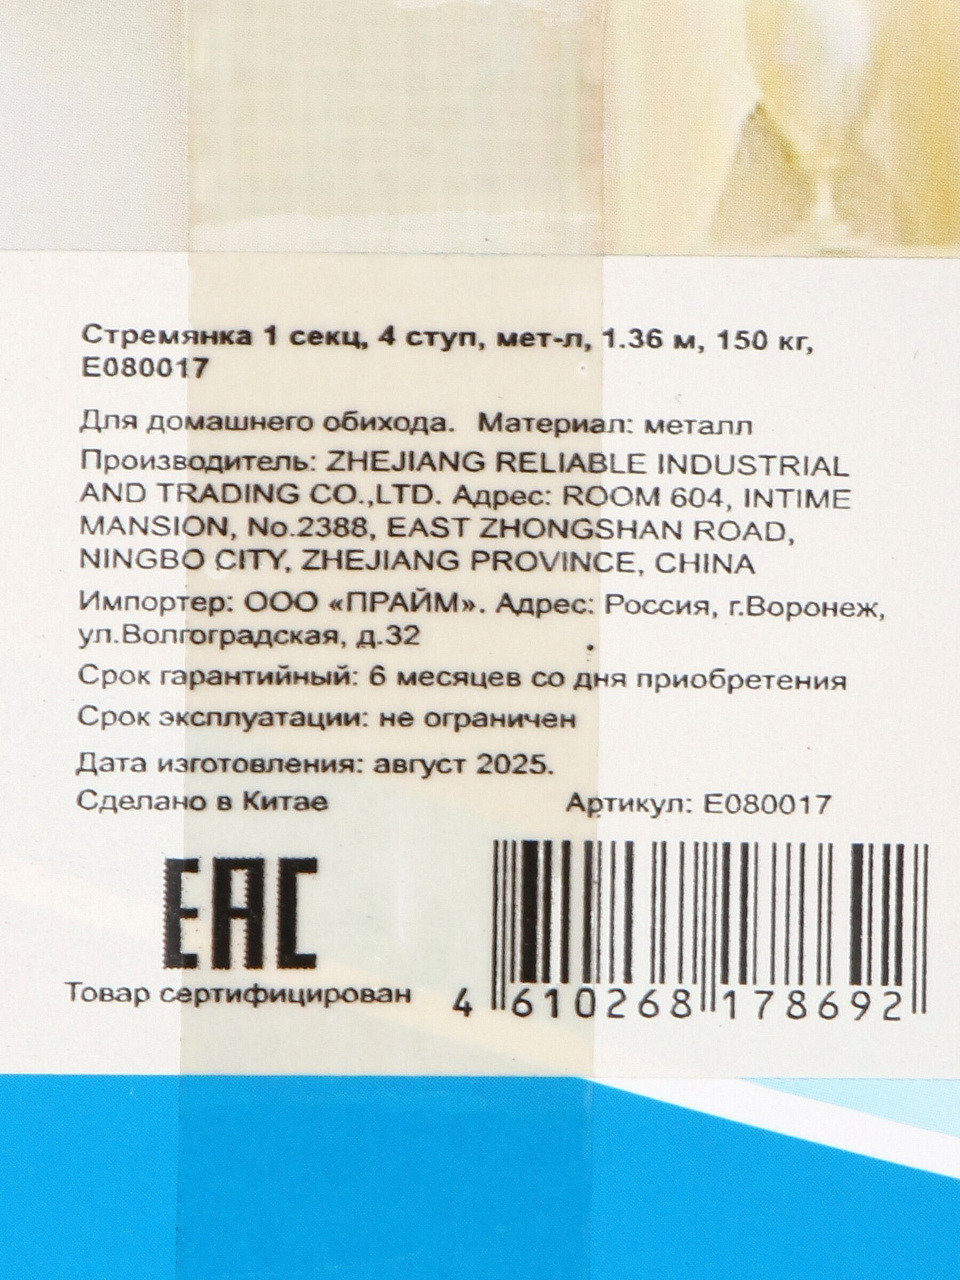 Стремянка 1 секц, 4 ступ, мет-л, 1.36 м, 150 кг,
E080017
Для домашнего обихода. Материал: металл
Производитель: ZHEJIANG RELIABLE INDUSTRIAL
AND TRADING CO.,LTD. Адрес: ROOM 604, INTIME
MANSION, No.2388, EAST ZHONGSHAN ROAD,
NINGBO CITY, ZHEJIANG PROVINCE, CHINA
Импортер: ООО «ПРАЙМ». Адрес: Россия, г.Воронеж,
ул.Волгоградская, д.32
Срок гарантийный: 6 месяцев со дня приобретения
Срок эксплуатации: не ограничен
Дата изготовления: август 2025.
Сделано в Китае Артикул: E080017
EAC
Товар сертифицирован
4 610268 178692